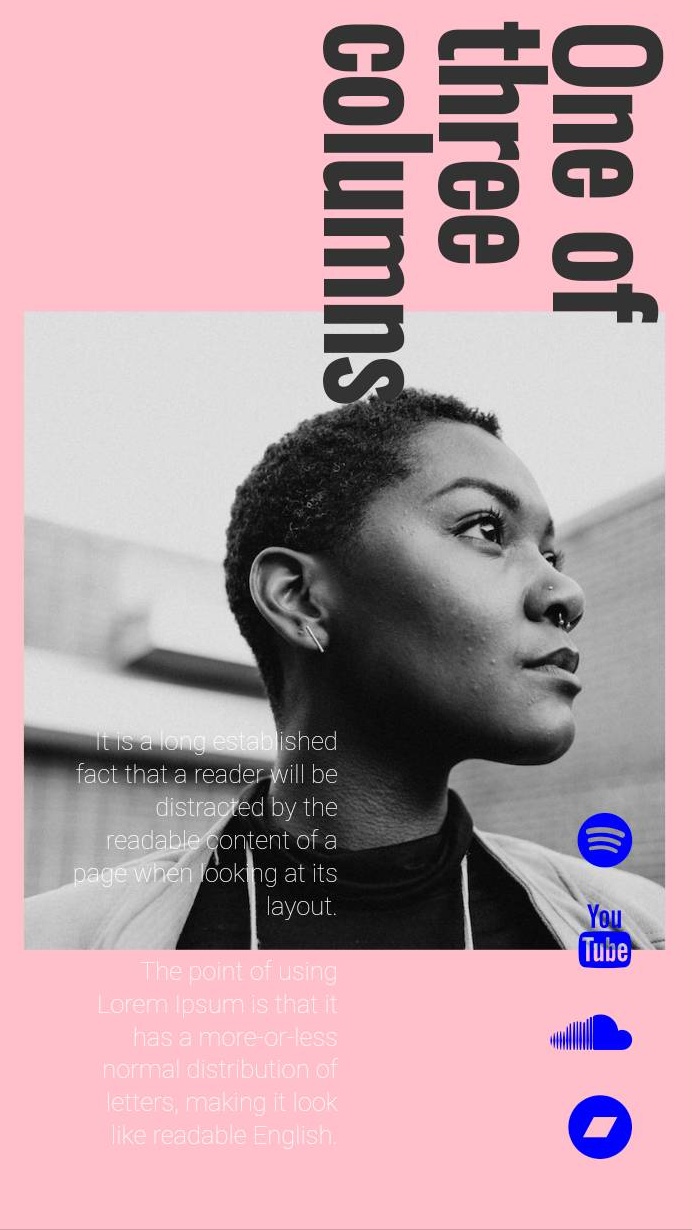 One of
three
columns
It is a long established
fact that a reader will be
distracted by the
readable content of a
page when looking at its
layout.
The point of using
Lorem Ipsum is that it
has a more-or-less
normal distribution of
letters, making it look
like readable English.
You
Tube